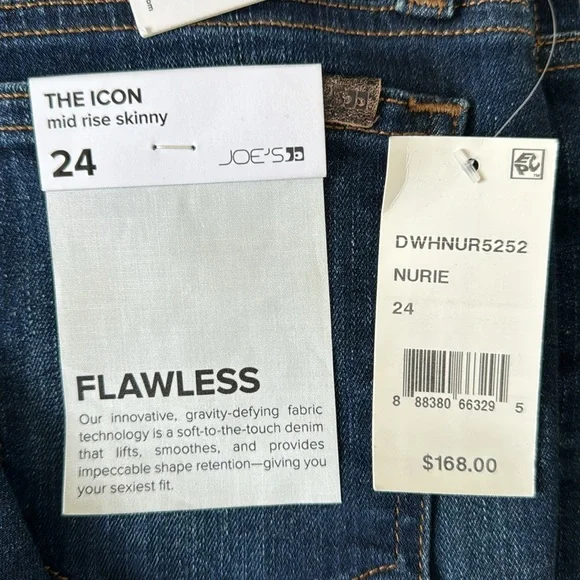 om
THE ICON
mid rise skinny
24
JOE'S
FLAWLESS
Our innovative, gravity-defying fabric
technology is a soft-to-the-touch denim
that lifts, smoothes, and provides
impeccable shape retention—giving you
your sexiest fit.
DWHNUR5252
NURIE
24
8 88380 66329 5
$168.00